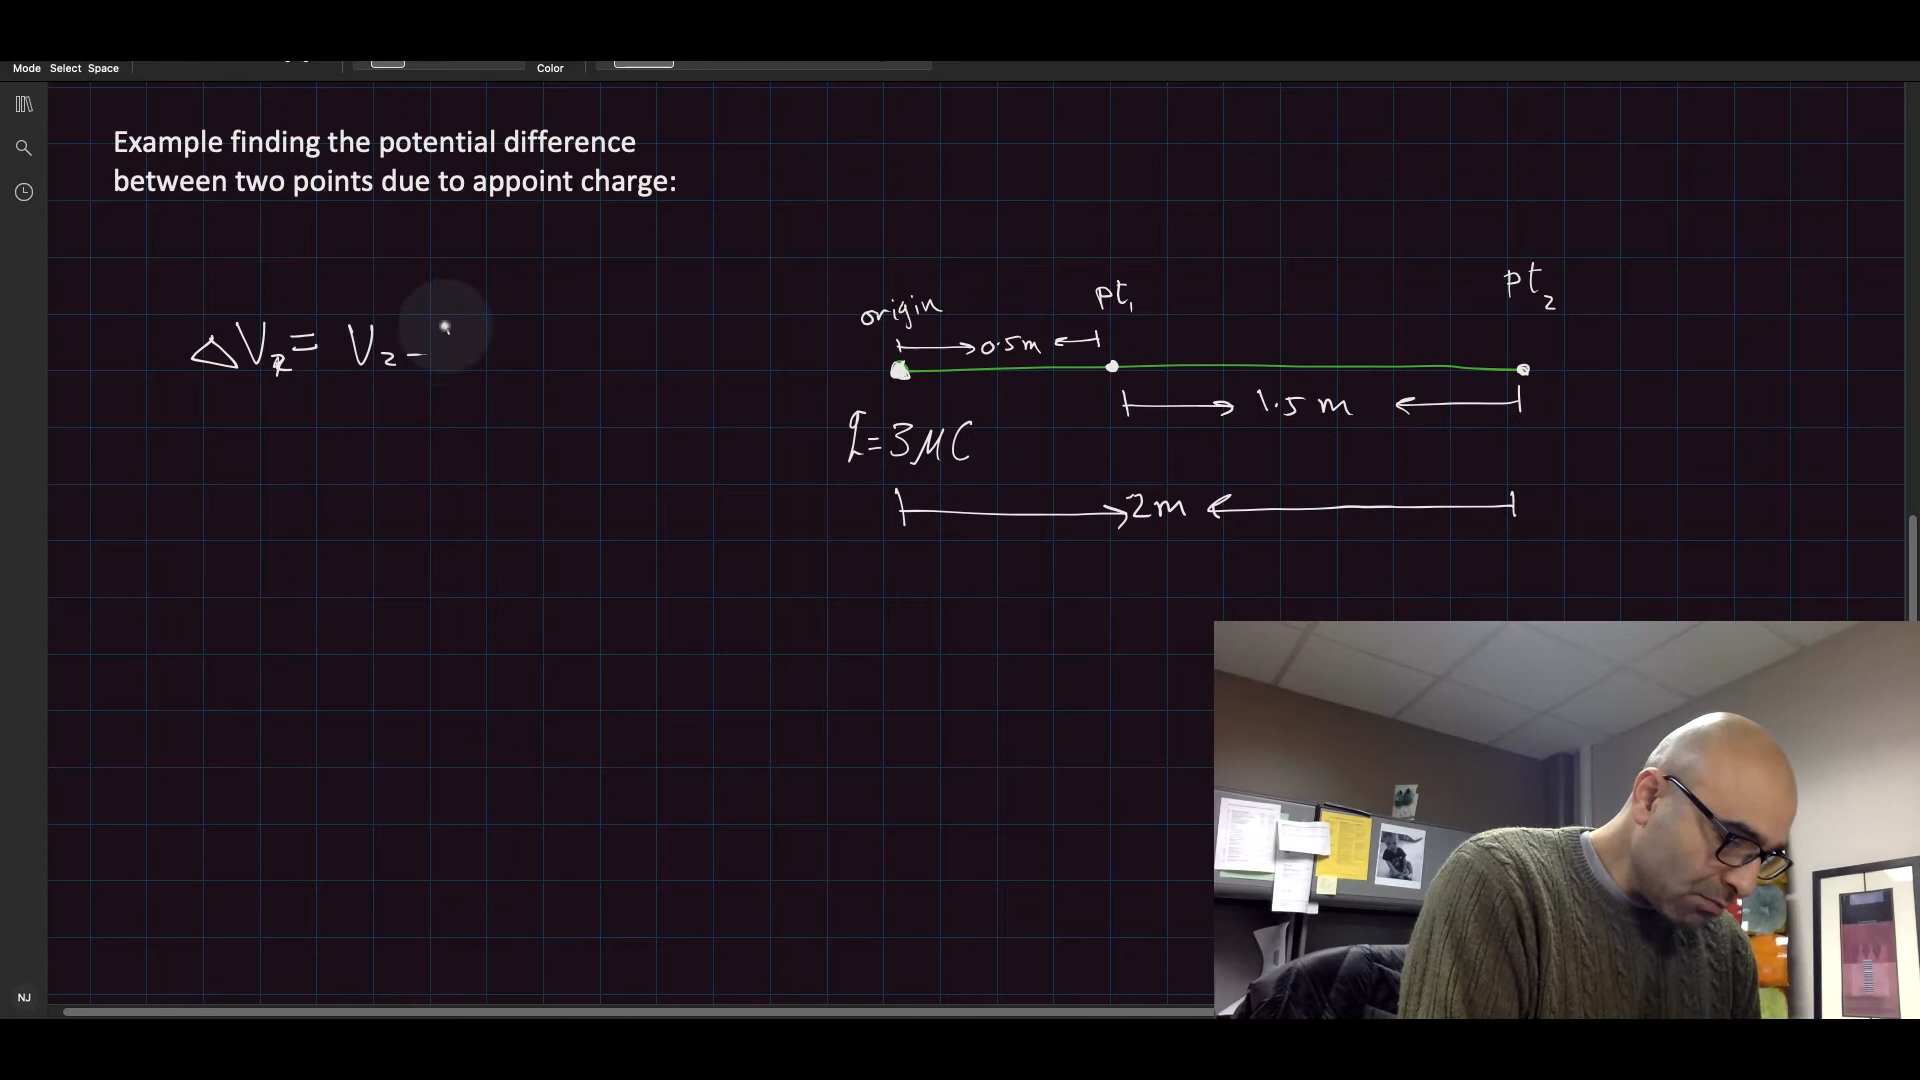 Mode Select Space
Color
Example finding the potential difference
between two points due to appoint charge:
origin
pt₁
pt₂
0.5m
ΔV₂ = V₂ -
1.5 m
q=3μC
2m
NJ